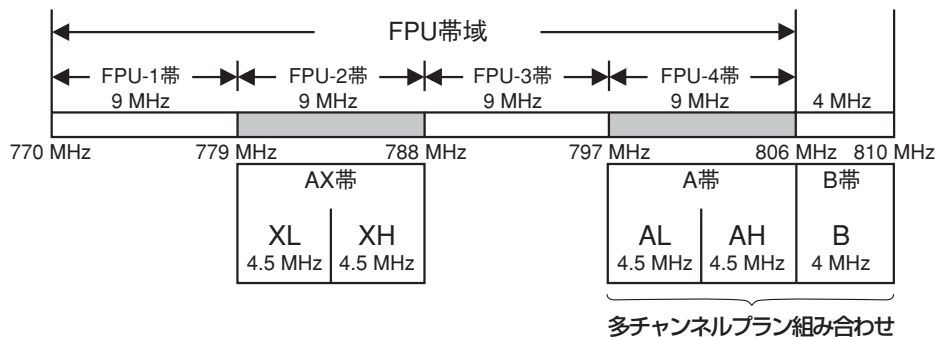 FPU帯域
FPU-1帯 FPU-2帯 FPU-3帯 FPU-4帯
9 MHz 9 MHz 9 MHz 9 MHz 4 MHz
770 MHz 779 MHz 788 MHz 797 MHz 806 MHz 810 MHz
AX帯 A帯 B帯
XL XH AL AH B
4.5 MHz 4.5 MHz 4.5 MHz 4.5 MHz 4 MHz
多チャンネルプラン組み合わせ